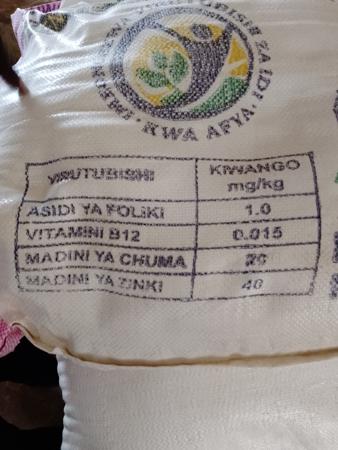 KWA AFYA
VIRUTUBISHI KIWANGO
mg/kg
ASIDI YA FOLIKI 1.0
VITAMINI B12 0.015
MADINI YA CHUMA 20
MADINI YA ZINKI 40